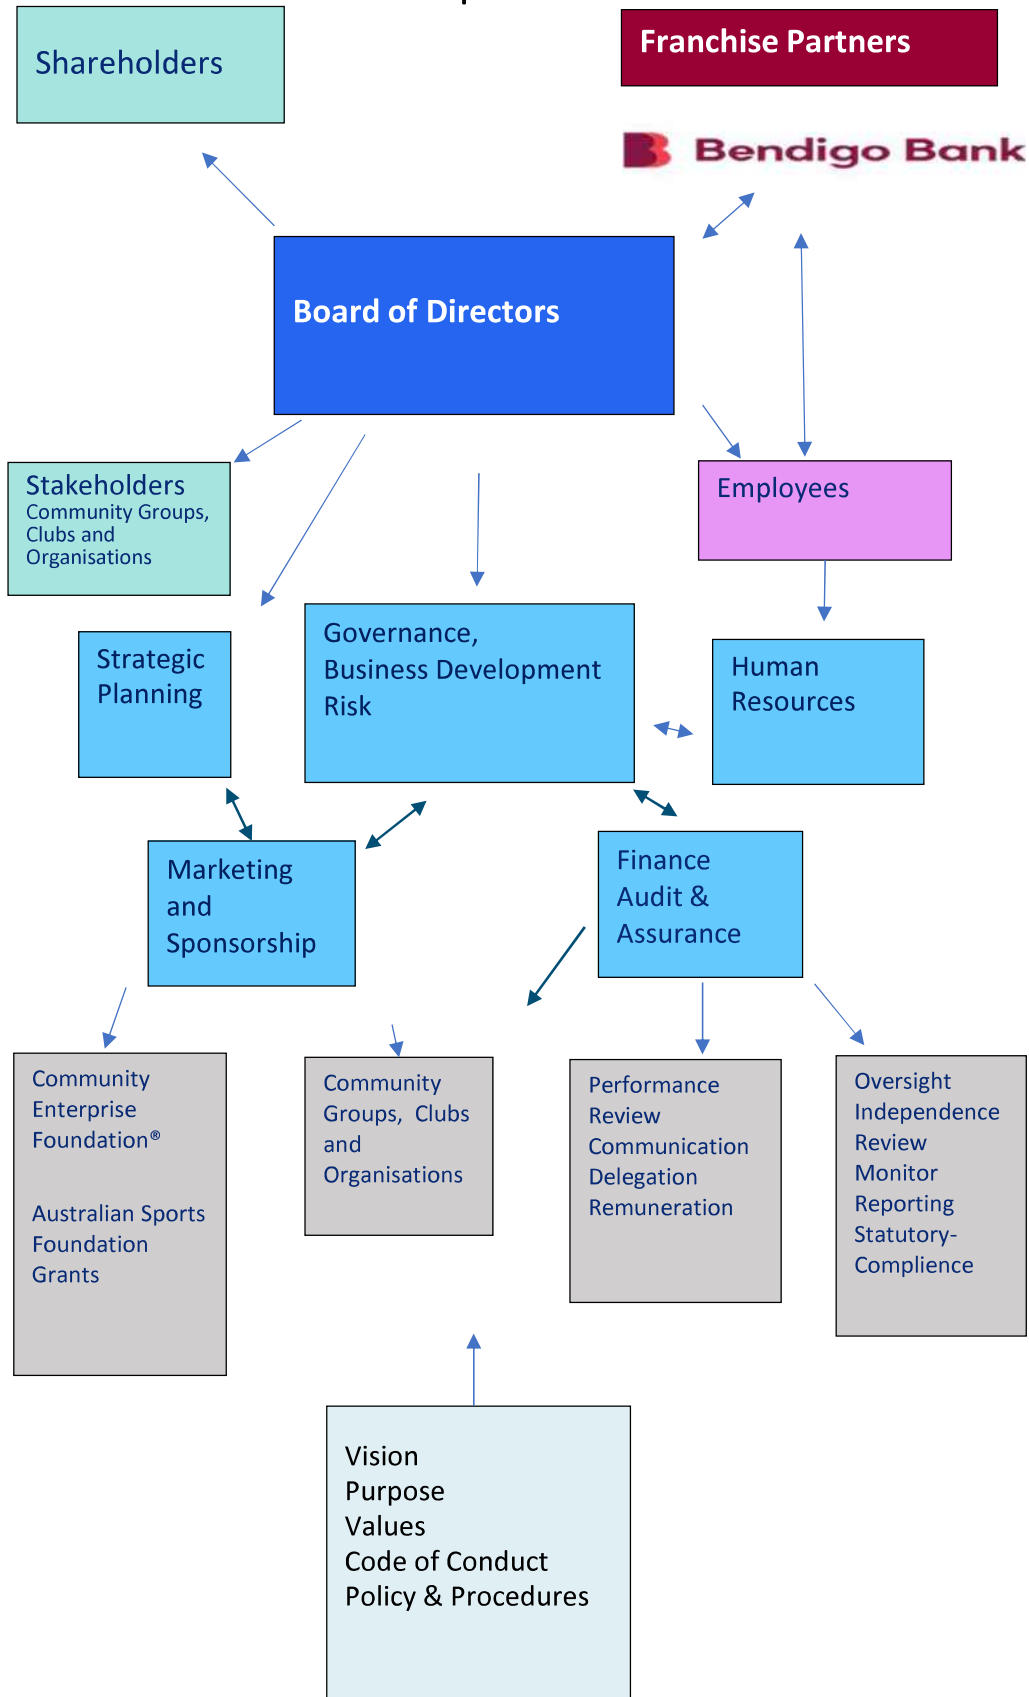 Shareholders
Franchise Partners
Bendigo Bank
Board of Directors
Stakeholders
Community Groups,
Clubs and
Organisations
Employees
Strategic
Planning
Governance,
Business Development
Risk
Human
Resources
Marketing
and
Sponsorship
Finance
Audit &
Assurance
Community
Enterprise
Foundation®
Australian Sports
Foundation
Grants
Community
Groups, Clubs
and
Organisations
Performance
Review
Communication
Delegation
Remuneration
Oversight
Independence
Review
Monitor
Reporting
Statutory-
Complience
Vision
Purpose
Values
Code of Conduct
Policy & Procedures